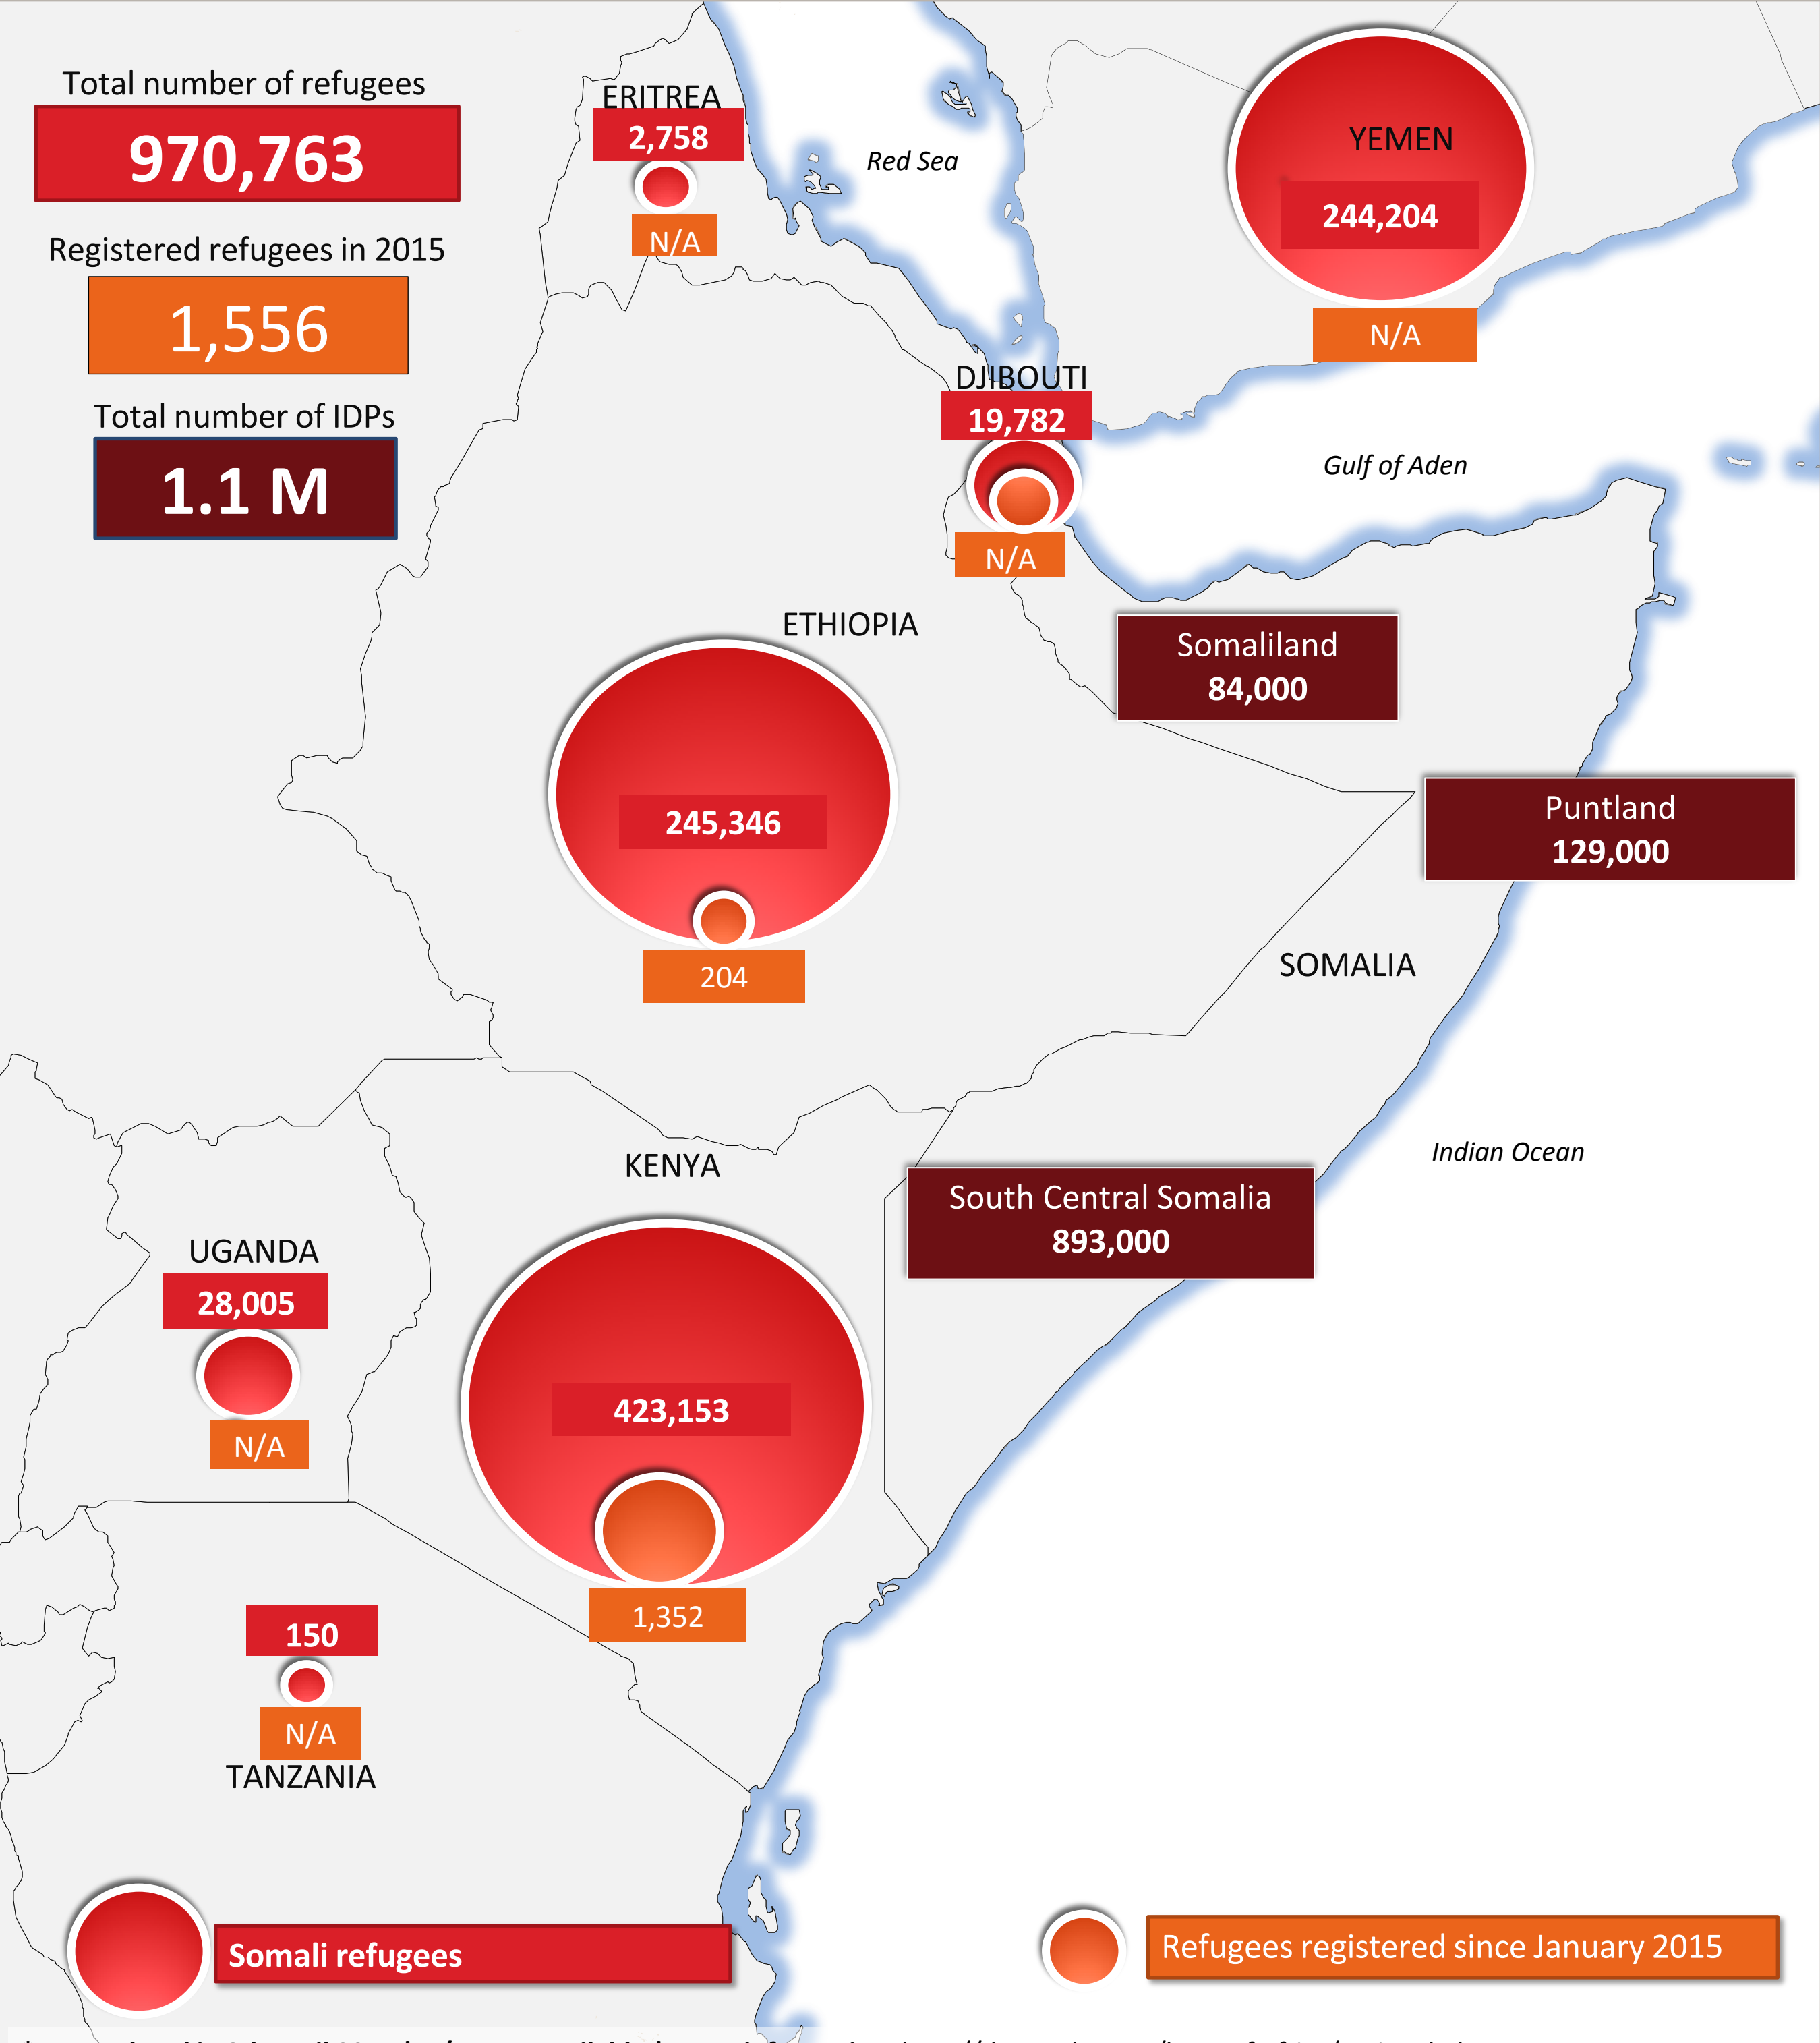 Total number of refugees
970,763
Registered refugees in 2015
1,556
Total number of IDPs
1.1 M
ERITREA
2,758
N/A
Red Sea
YEMEN
244,204
N/A
DJIBOUTI
19,782
N/A
Gulf of Aden
ETHIOPIA
245,346
204
Somaliland
84,000
Puntland
129,000
SOMALIA
Indian Ocean
KENYA
423,153
1,352
South Central Somalia
893,000
UGANDA
28,005
N/A
150
N/A
TANZANIA
Somali refugees
Refugees registered since January 2015